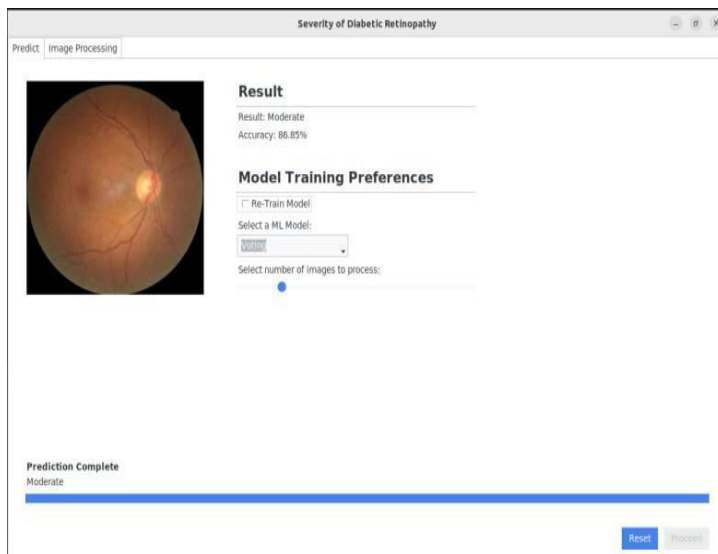 Severity of Diabetic Retinopathy
Predict
Image Processing
Result
Result: Moderate
Accuracy: 86.85%
Model Training Preferences
Re-Train Model
Select a ML Model:
Voting
Select number of images to process:
Prediction Complete
Moderate
Reset
Proceed